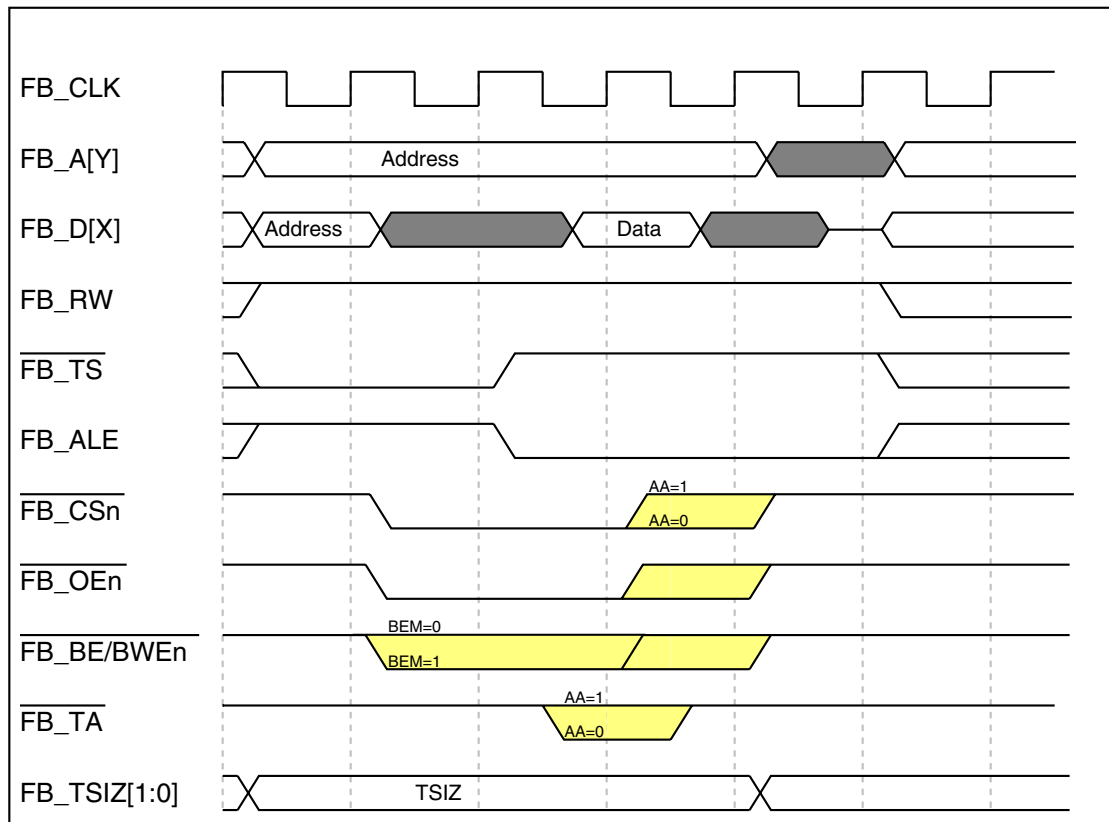 FB_CLK
FB_A[Y] Address
FB_D[X] Address Data
FB_RW
FB_TS
FB_ALE
FB_CSn AA=1
AA=0
FB_OEn
FB_BE/BWEn BEM=0
BEM=1
FB_TA AA=1
AA=0
FB_TSIZ[1:0] TSIZ